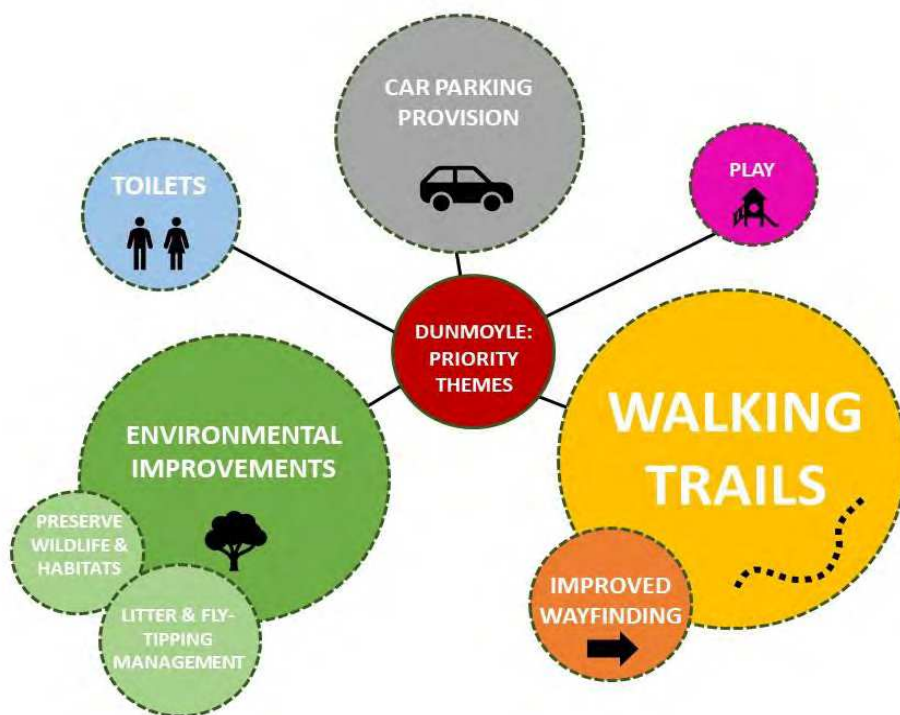 CAR PARKING
PROVISION
TOILETS
PLAY
DUNMOYLE:
PRIORITY
THEMES
WALKING
TRAILS
ENVIRONMENTAL
IMPROVEMENTS
PRESERVE
WILDLIFE &
HABITATS
LITTER & FLY-
TIPPING
MANAGEMENT
IMPROVED
WAYFINDING